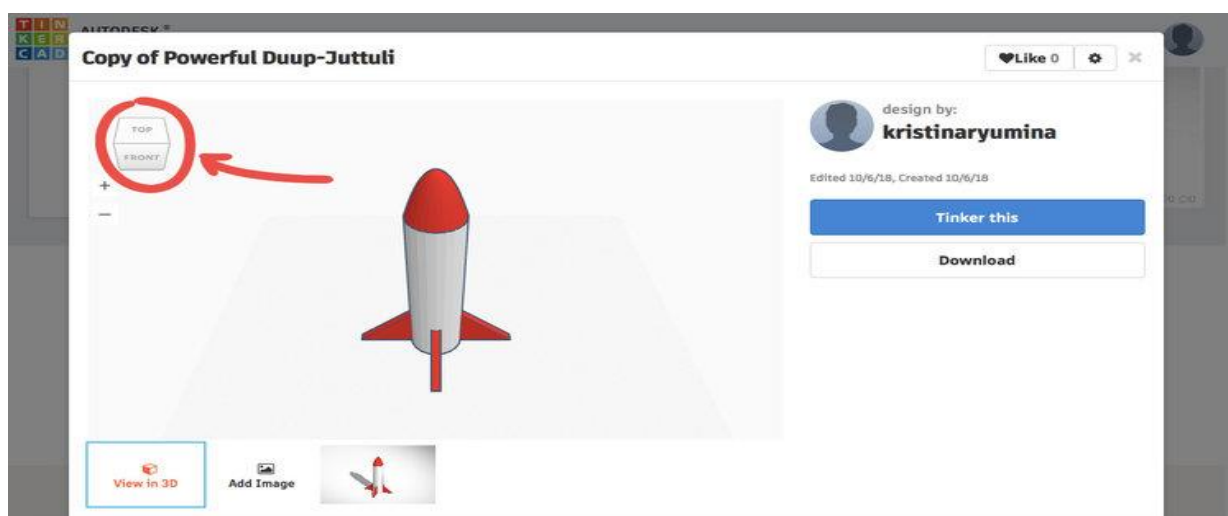 TIN
KER
CAD
AUTODESK®
Copy of Powerful Duup-Juttuli
Like 0
TOP
FRONT
+
−
design by:
kristinaryumina
Edited 10/6/18, Created 10/6/18
Tinker this
Download
View in 3D
Add Image